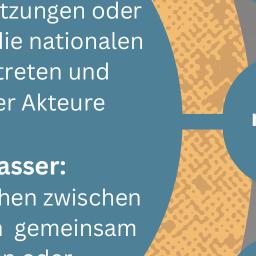 tzungen oder
die nationalen
treten und
er Akteure
asser:
hen zwischen
gemeinsam